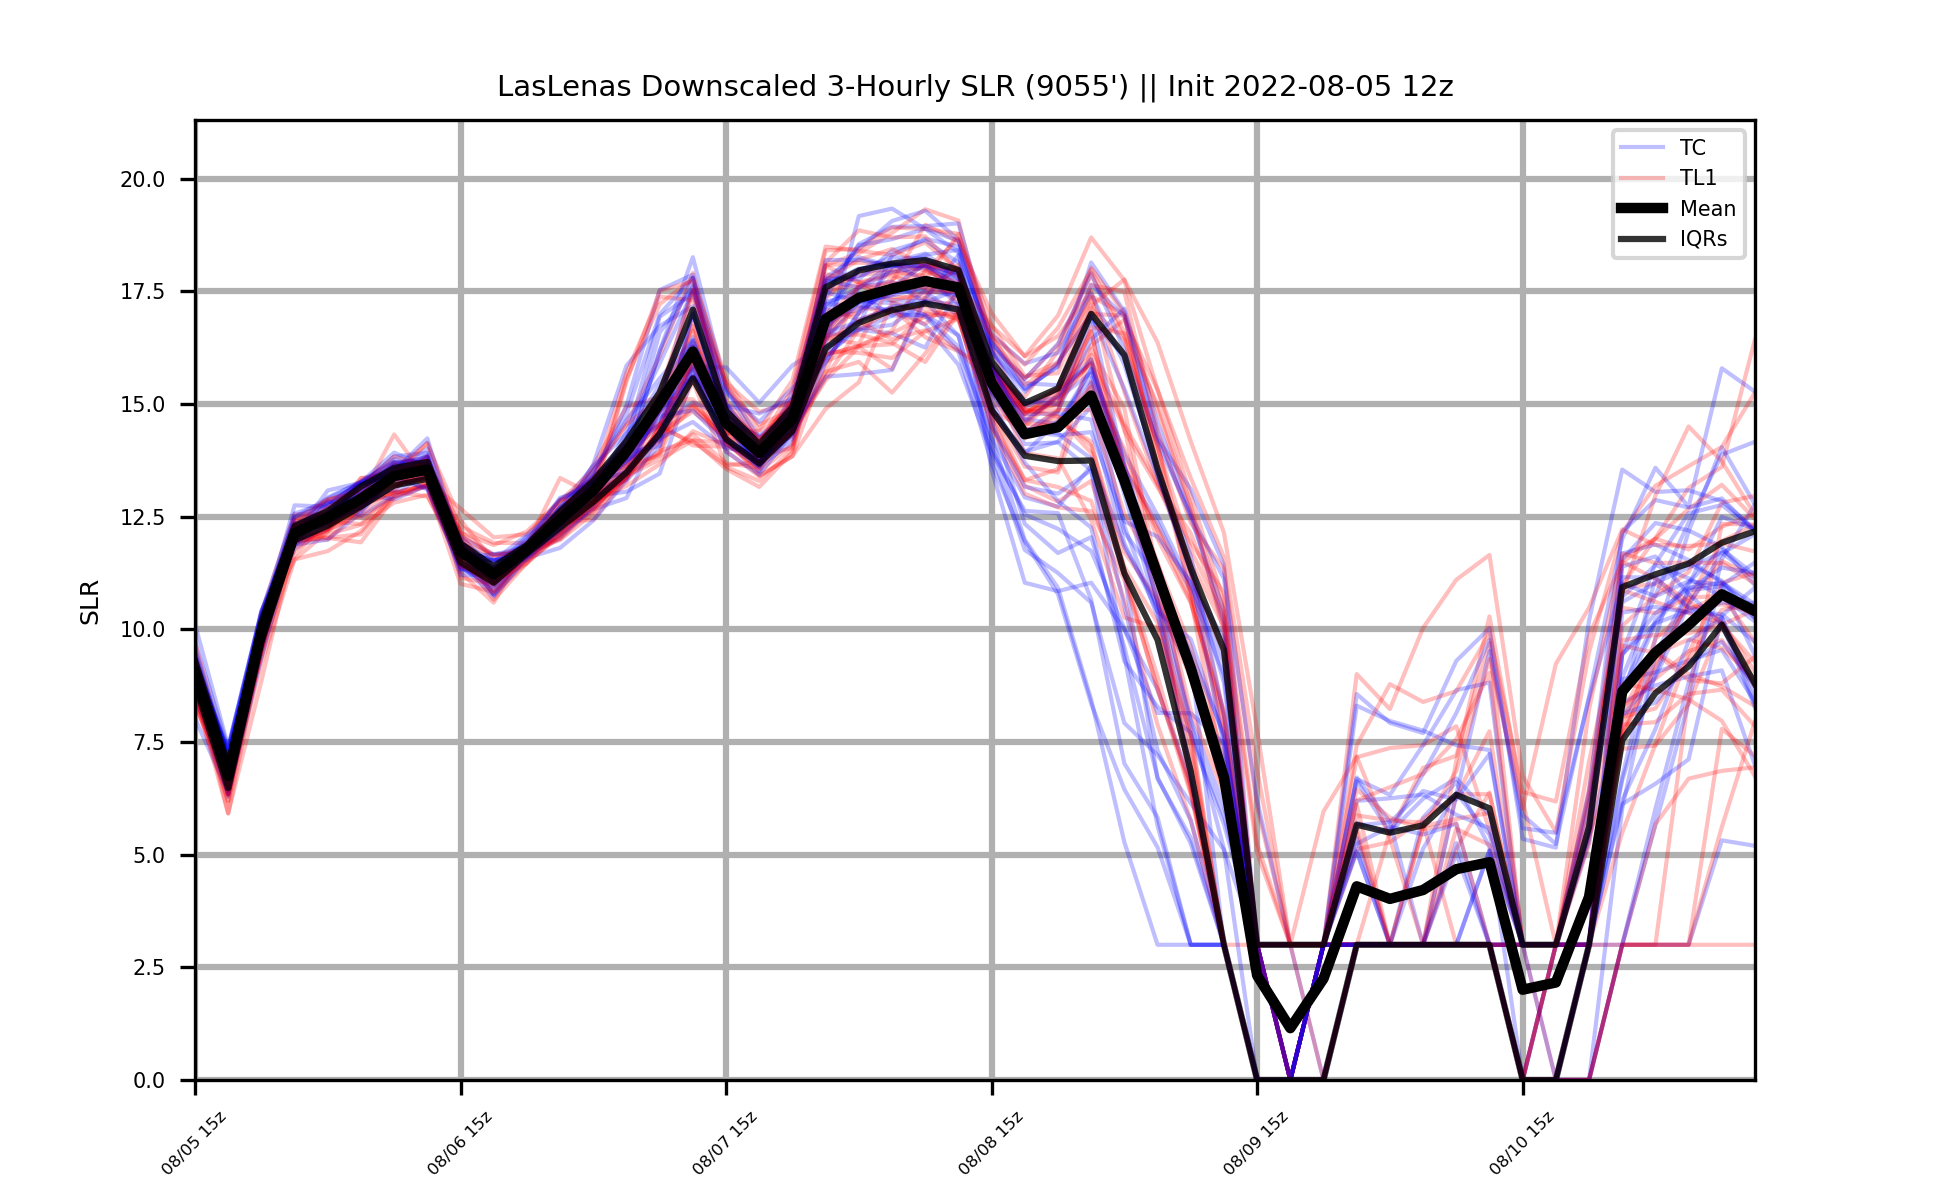 LasLenas Downscaled 3-Hourly SLR (9055') || Init 2022-08-05 12z
TC
TL1
Mean
IQRs
SLR
20.0
17.5
15.0
12.5
10.0
7.5
5.0
2.5
0.0
08/05 15z
08/06 15z
08/07 15z
08/08 15z
08/09 15z
08/10 15z